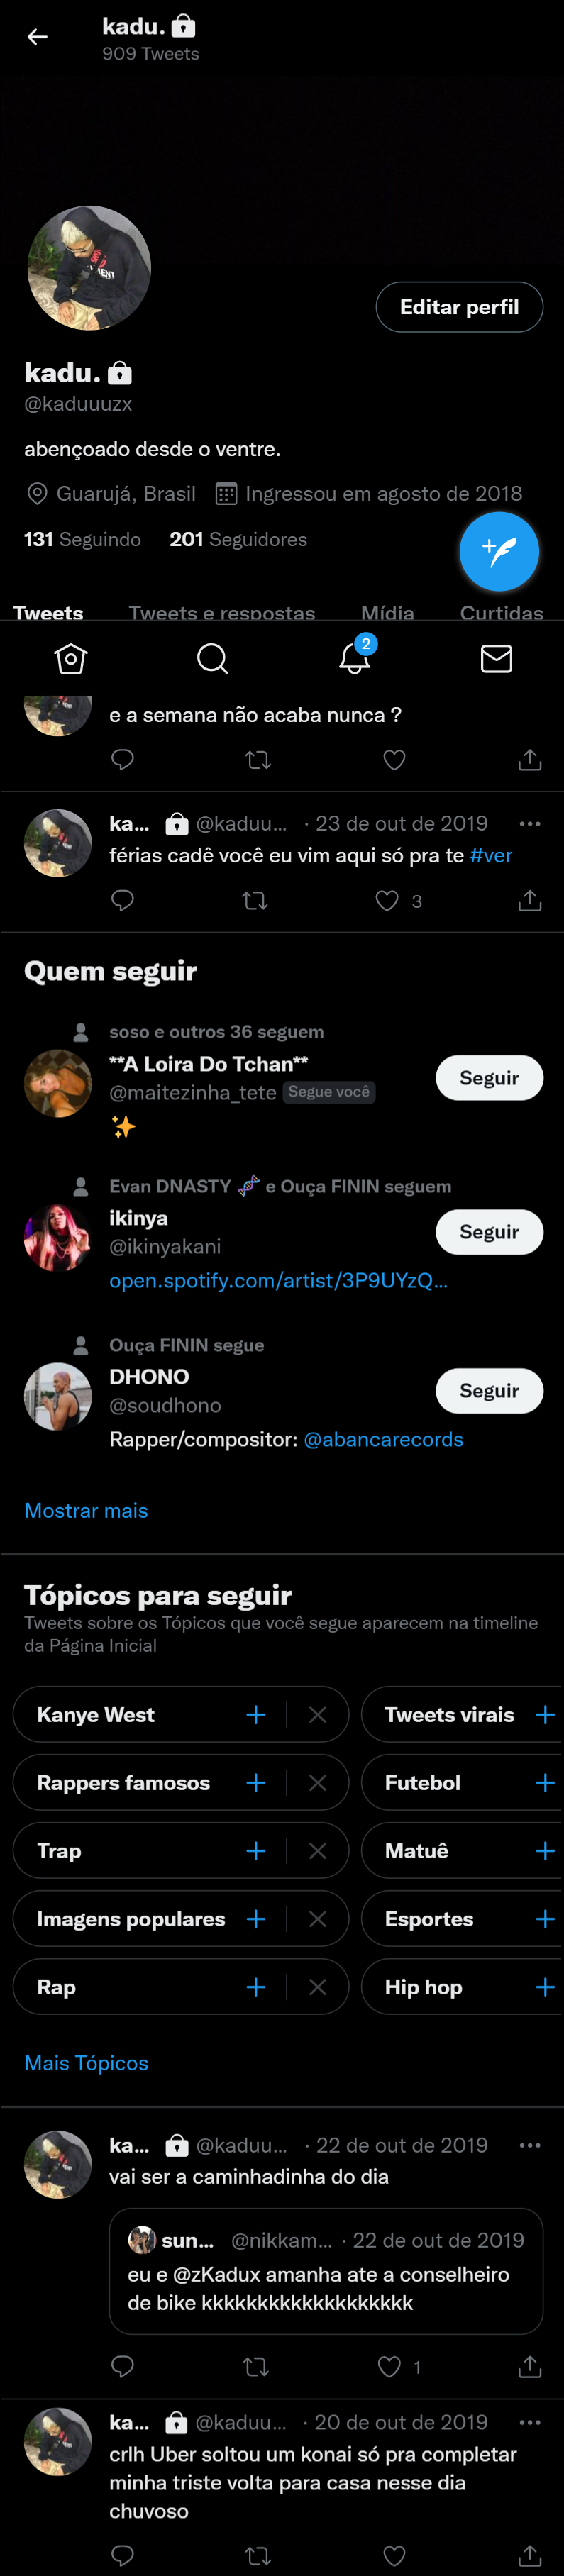 kadu.
909 Tweets
Editar perfil
kadu.
@kaduuuzx
abençoado desde o ventre.
Guarujá, Brasil Ingressou em agosto de 2018
131 Seguindo 201 Seguidores
Tweets Tweets e respostas Mídia Curtidas
2
e a semana não acaba nunca ?
ka... @kaduu... · 23 de out de 2019
férias cadê você eu vim aqui só pra te #ver
3
Quem seguir
soso e outros 36 seguem
**A Loira Do Tchan**
@maitezinha_tete Segue você
Seguir
Evan DNASTY 🧬 e Ouça FININ seguem
ikinya
@ikinyakani
Seguir
open.spotify.com/artist/3P9UYzQ...
Ouça FININ segue
DHONO
@soudhono
Seguir
Rapper/compositor: @abancarecords
Mostrar mais
Tópicos para seguir
Tweets sobre os Tópicos que você segue aparecem na timeline
da Página Inicial
Kanye West Tweets virais
Rappers famosos Futebol
Trap Matuê
Imagens populares Esportes
Rap Hip hop
Mais Tópicos
ka... @kaduu... · 22 de out de 2019
vai ser a caminhadinha do dia
sun... @nikkam... · 22 de out de 2019
eu e @zKadux amanha ate a conselheiro
de bike kkkkkkkkkkkkkkkkkkk
1
ka... @kaduu... · 20 de out de 2019
crlh Uber soltou um konai só pra completar
minha triste volta para casa nesse dia
chuvoso